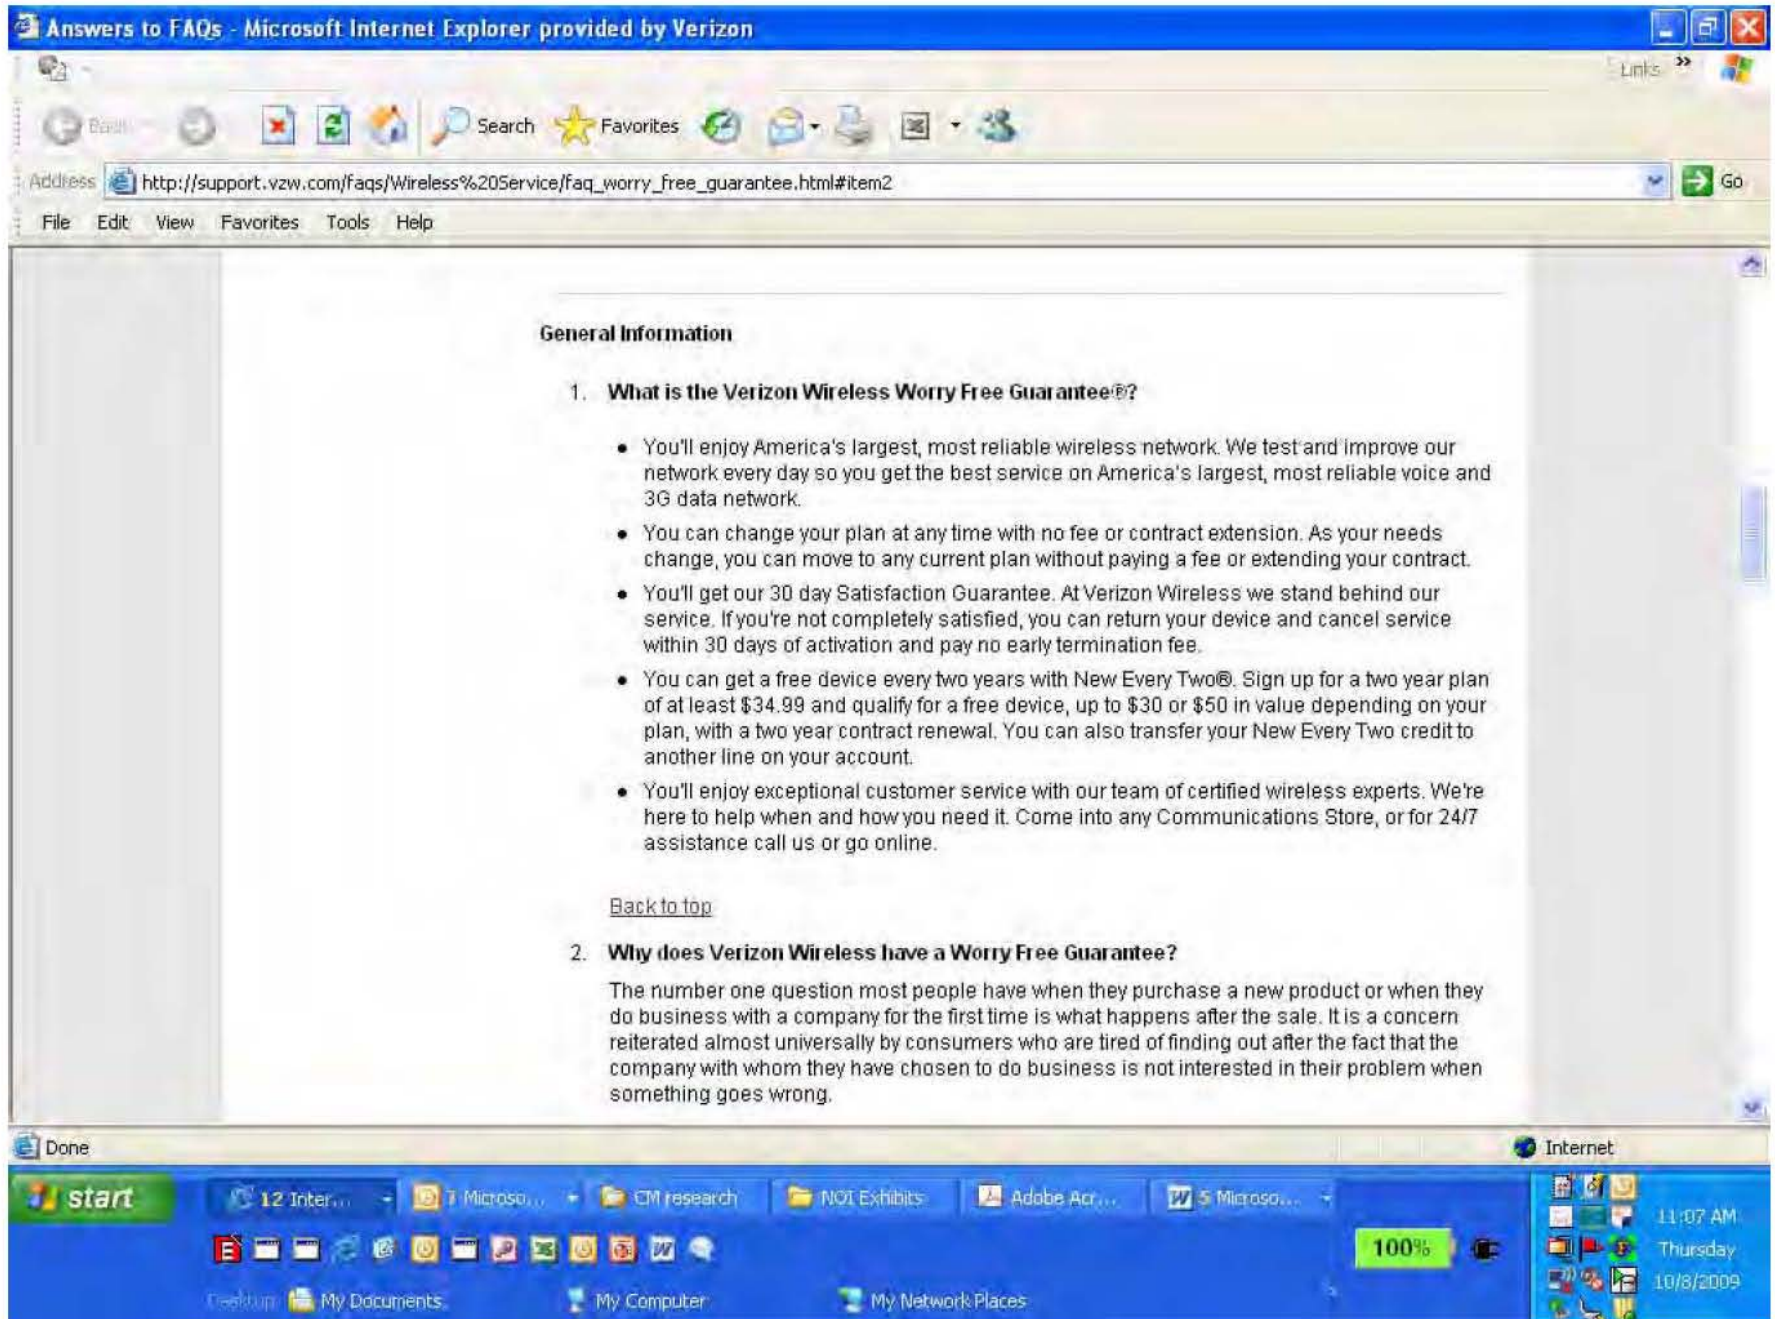 Answers to FAQs - Microsoft Internet Explorer provided by Verizon
Links »
Back
Search Favorites
Address http://support.vzw.com/faqs/Wireless%20Service/faq_worry_free_guarantee.html#item2 Go
File Edit View Favorites Tools Help
General Information
1. What is the Verizon Wireless Worry Free Guarantee®?
• You'll enjoy America's largest, most reliable wireless network. We test and improve our
network every day so you get the best service on America's largest, most reliable voice and
3G data network.
• You can change your plan at any time with no fee or contract extension. As your needs
change, you can move to any current plan without paying a fee or extending your contract.
• You'll get our 30 day Satisfaction Guarantee. At Verizon Wireless we stand behind our
service. If you're not completely satisfied, you can return your device and cancel service
within 30 days of activation and pay no early termination fee.
• You can get a free device every two years with New Every Two®. Sign up for a two year plan
of at least $34.99 and qualify for a free device, up to $30 or $50 in value depending on your
plan, with a two year contract renewal. You can also transfer your New Every Two credit to
another line on your account.
• You'll enjoy exceptional customer service with our team of certified wireless experts. We're
here to help when and how you need it. Come into any Communications Store, or for 24/7
assistance call us or go online.
Back to top
2. Why does Verizon Wireless have a Worry Free Guarantee?
The number one question most people have when they purchase a new product or when they
do business with a company for the first time is what happens after the sale. It is a concern
reiterated almost universally by consumers who are tired of finding out after the fact that the
company with whom they have chosen to do business is not interested in their problem when
something goes wrong.
Done Internet
start 12 Inter... 7 Microso... CM research NOI Exhibits Adobe Acr... 5 Microso...
11:07 AM
100% Thursday
10/8/2009
Desktop My Documents My Computer My Network Places